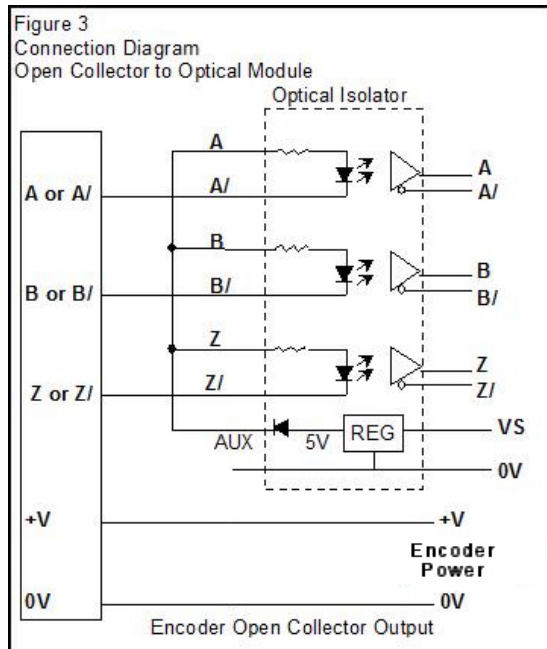 Figure 3
Connection Diagram
Open Collector to Optical Module
Optical Isolator
A
A or A/
A/
A
A/
B
B or B/
B/
B
B/
Z
Z or Z/
Z/
Z
Z/
AUX
5V
REG
VS
0V
+V
+V
Encoder
Power
0V
0V
Encoder Open Collector Output